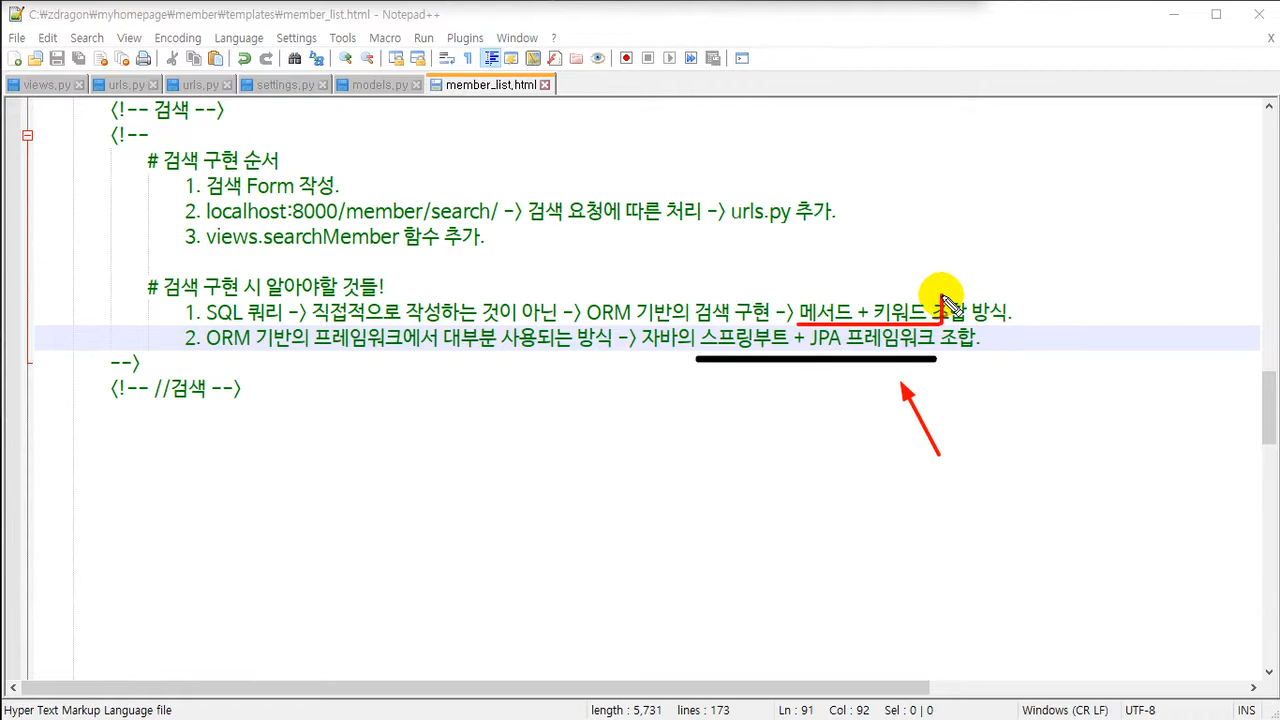 C:\zdragon\myhomepage\member\templates\member_list.html - Notepad++
File Edit Search View Encoding Language Settings Tools Macro Run Plugins Window ? X
views.py urls.py urls.py settings.py models.py member_list.html
<!-- 검색 -->
<!--
# 검색 구현 순서
1. 검색 Form 작성.
2. localhost:8000/member/search/ -> 검색 요청에 따른 처리 -> urls.py 추가.
3. views.searchMember 함수 추가.
# 검색 구현 시 알아야할 것들!
1. SQL 쿼리 -> 직접적으로 작성하는 것이 아닌 -> ORM 기반의 검색 구현 -> 메서드 + 키워드 조합 방식.
2. ORM 기반의 프레임워크에서 대부분 사용되는 방식 -> 자바의 스프링부트 + JPA 프레임워크 조합.
-->
<!-- //검색 -->
Hyper Text Markup Language file length : 5,731 lines : 173 Ln : 91 Col : 92 Sel : 0 | 0 Windows (CR LF) UTF-8 INS